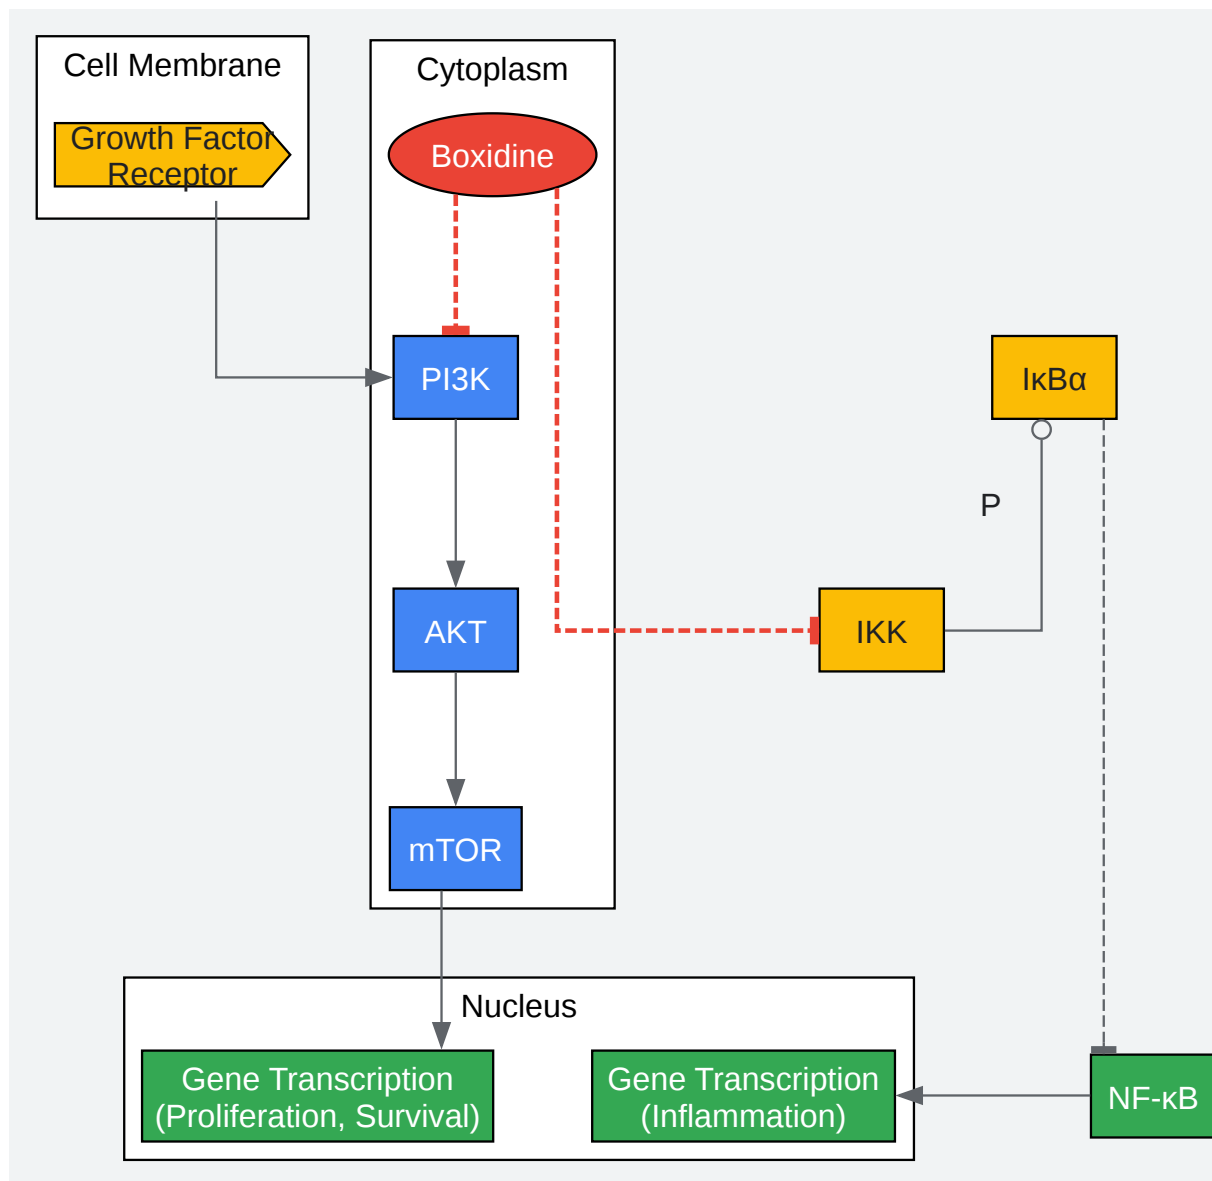 Cell Membrane
Growth Factor
Receptor
Cytoplasm
Boxidine
PI3K
IκBα
P
AKT
IKK
mTOR
Nucleus
Gene Transcription
(Proliferation, Survival)
Gene Transcription
(Inflammation)
NF-κB